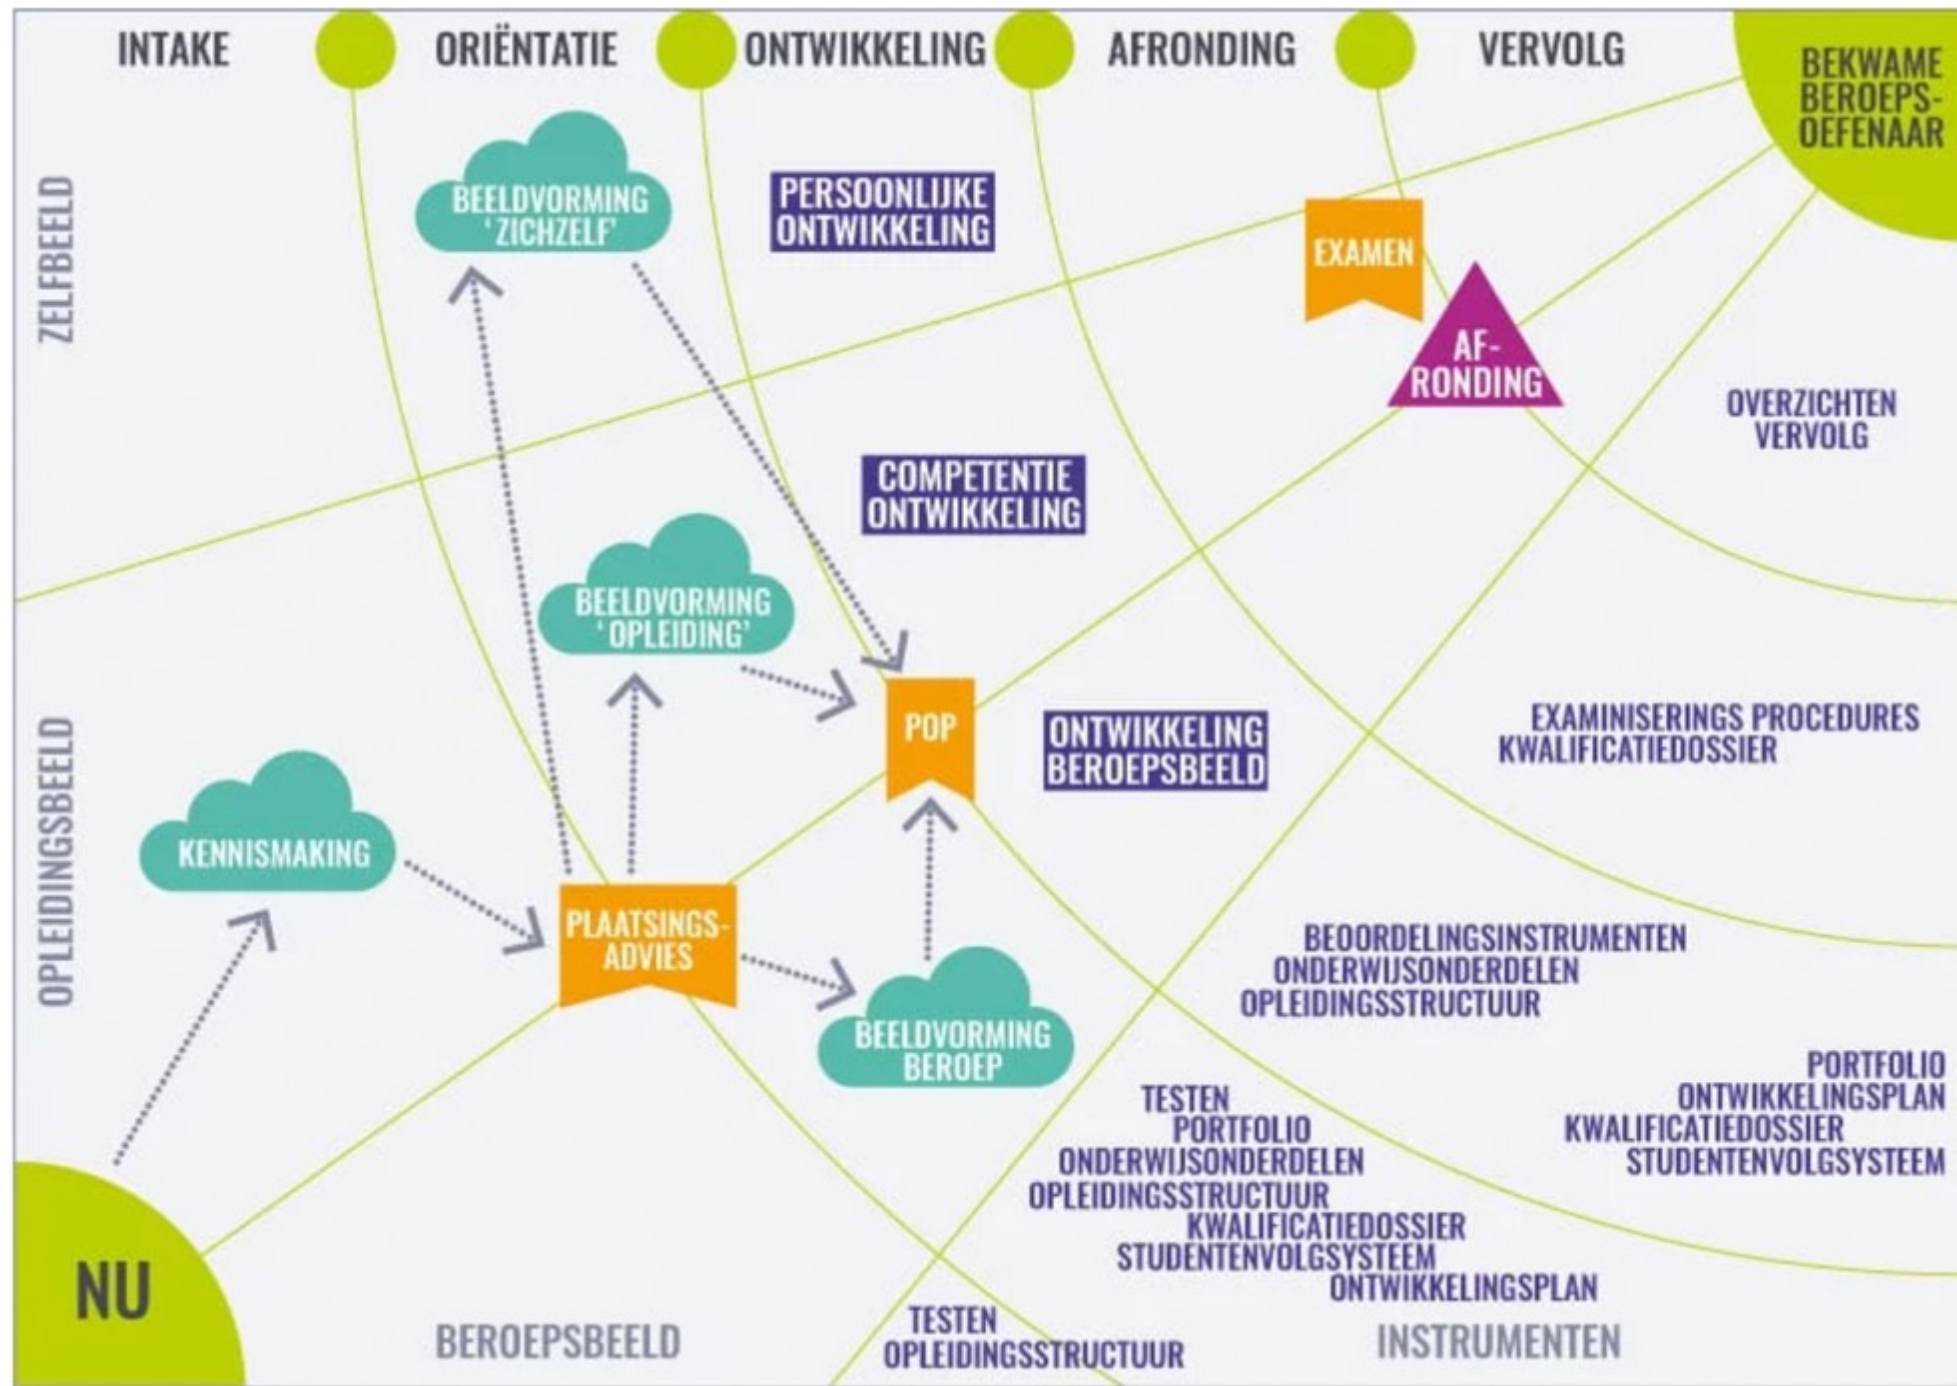 INTAKE
ORIËNTATIE
ONTWIKKELING
AFRONDING
VERVOLG
BEKWAME
BEROEPS-
OEFENAAR
ZELFBEELD
BEELDVORMING
'ZICHZELF'
PERSOONLIJKE
ONTWIKKELING
EXAMEN
AF-
RONDING
OVERZICHTEN
VERVOLG
COMPETENTIE
ONTWIKKELING
BEELDVORMING
'OPLEIDING'
OPLEIDINGSBEELD
POP
ONTWIKKELING
BEROEPSBEELD
EXAMINISERINGS PROCEDURES
KWALIFICATIEDOSSIER
KENNISMAKING
PLAATSINGS-
ADVIES
BEELDVORMING
BEROEP
BEOORDELINGSINSTRUMENTEN
ONDERWIJSONDERDELEN
OPLEIDINGSSTRUCTUUR
PORTFOLIO
ONTWIKKELINGSPLAN
KWALIFICATIEDOSSIER
STUDENTENVOLGSYSTEEM
TESTEN
PORTFOLIO
ONDERWIJSONDERDELEN
OPLEIDINGSSTRUCTUUR
KWALIFICATIEDOSSIER
STUDENTENVOLGSYSTEEM
ONTWIKKELINGSPLAN
NU
BEROEPSBEELD
TESTEN
OPLEIDINGSSTRUCTUUR
INSTRUMENTEN